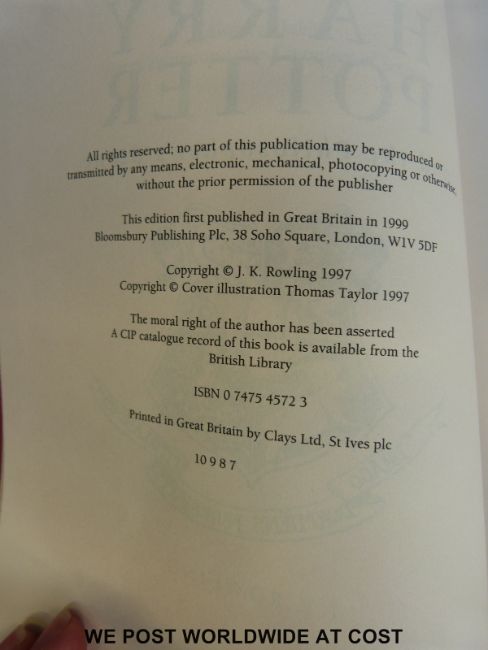 HARRY
POTTER
All rights reserved; no part of this publication may be reproduced or
transmitted by any means, electronic, mechanical, photocopying or otherwise,
without the prior permission of the publisher
This edition first published in Great Britain in 1999
Bloomsbury Publishing Plc, 38 Soho Square, London, W1V 5DF
Copyright © J. K. Rowling 1997
Copyright © Cover illustration Thomas Taylor 1997
The moral right of the author has been asserted
A CIP catalogue record of this book is available from the
British Library
ISBN 0 7475 4572 3
Printed in Great Britain by Clays Ltd, St Ives plc
10 9 8 7
WE POST WORLDWIDE AT COST